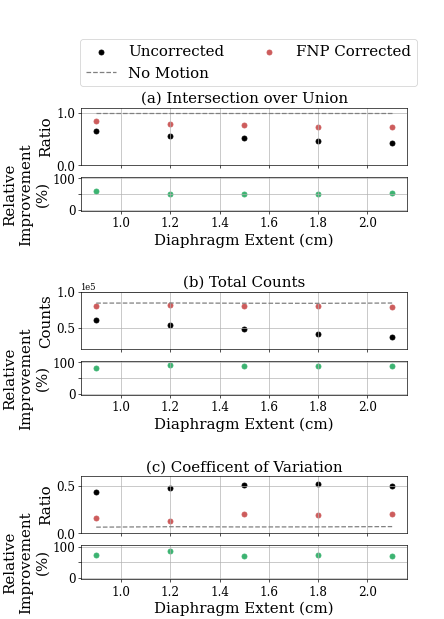 Uncorrected
FNP Corrected
No Motion
(a) Intersection over Union
1.0
0.0
Ratio
100
0
Relative
Improvement
(%)
1.0 1.2 1.4 1.6 1.8 2.0
Diaphragm Extent (cm)
(b) Total Counts
1e5
1.0
0.5
Counts
100
0
Relative
Improvement
(%)
1.0 1.2 1.4 1.6 1.8 2.0
Diaphragm Extent (cm)
(c) Coefficent of Variation
0.5
0.0
Ratio
100
0
Relative
Improvement
(%)
1.0 1.2 1.4 1.6 1.8 2.0
Diaphragm Extent (cm)